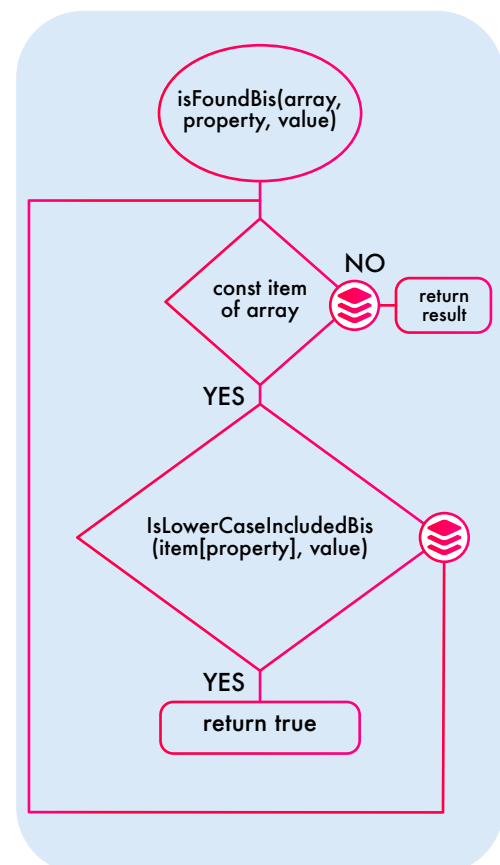 isFoundBis(array,
property, value)
NO
const item
of array
return
result
YES
IsLowerCaseIncludedBis
(item[property], value)
YES
return true